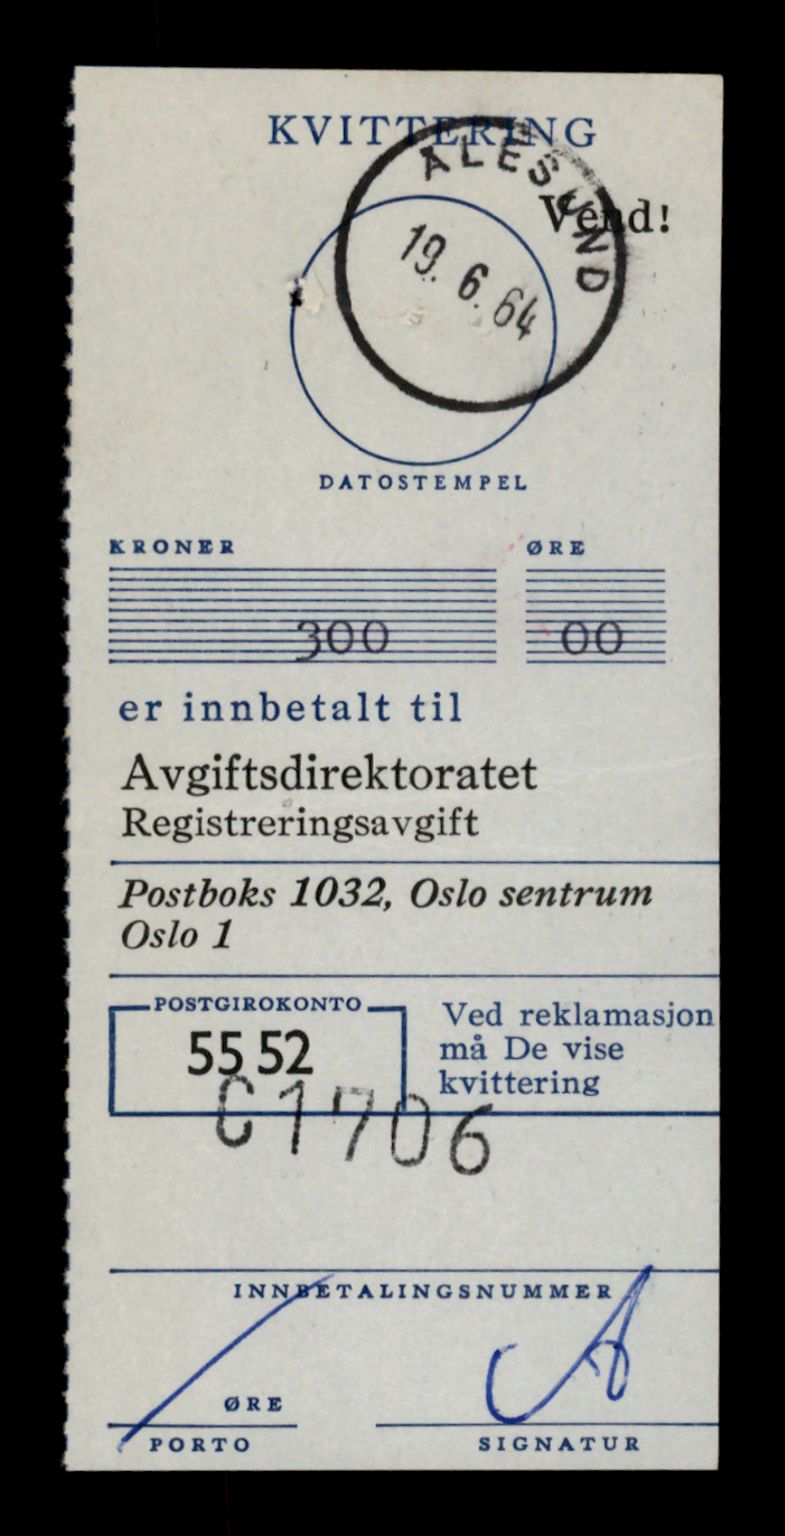 KVITTERING
ÅLESUND
Vend!
19. 6. 64
DATOSTEMPEL
KRONER ØRE
300 00
er innbetalt til
Avgiftsdirektoratet
Registreringsavgift
Postboks 1032, Oslo sentrum
Oslo 1
POSTGIROKONTO
55 52
Ved reklamasjon
må De vise
kvittering
01706
INNBETALINGSNUMMER
ØRE
PORTO SIGNATUR